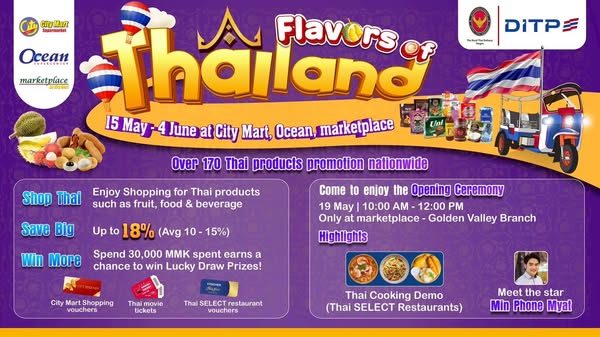 City Mart
Supermarket
Ocean
SUPERCENTER
marketplace
by City Mart
Flavors of
Thailand
DITP
15 May - 4 June at City Mart, Ocean, marketplace
Over 170 Thai products promotion nationwide
Shop Thai
Enjoy Shopping for Thai products
such as fruit, food & beverage
Save Big
Up to 18% (Avg 10 - 15%)
Win More
Spend 30,000 MMK spent earns a
chance to win Lucky Draw Prizes!
City Mart Shopping
vouchers
Thai movie
tickets
Thai SELECT restaurant
vouchers
Come to enjoy the Opening Ceremony
19 May | 10:00 AM - 12:00 PM
Only at marketplace - Golden Valley Branch
Highlights
Thai Cooking Demo
(Thai SELECT Restaurants)
Meet the star
Min Phone Myat